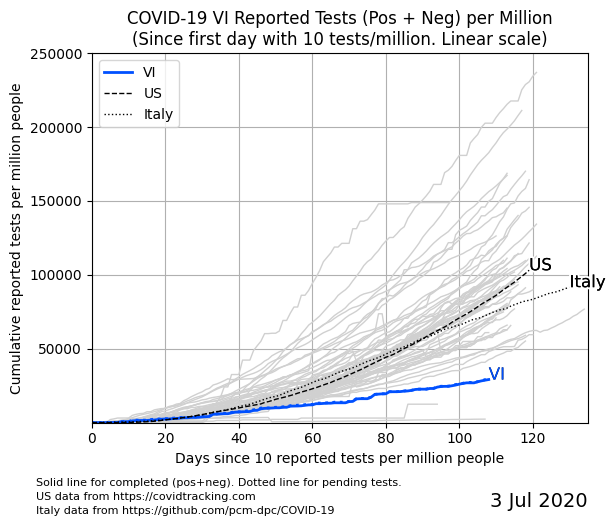 COVID-19 VI Reported Tests (Pos + Neg) per Million
(Since first day with 10 tests/million. Linear scale)
Cumulative reported tests per million people
250000
200000
150000
100000
50000
VI
US
Italy
US
Italy
VI
0 20 40 60 80 100 120
Days since 10 reported tests per million people
Solid line for completed (pos+neg). Dotted line for pending tests.
US data from https://covidtracking.com
Italy data from https://github.com/pcm-dpc/COVID-19
3 Jul 2020